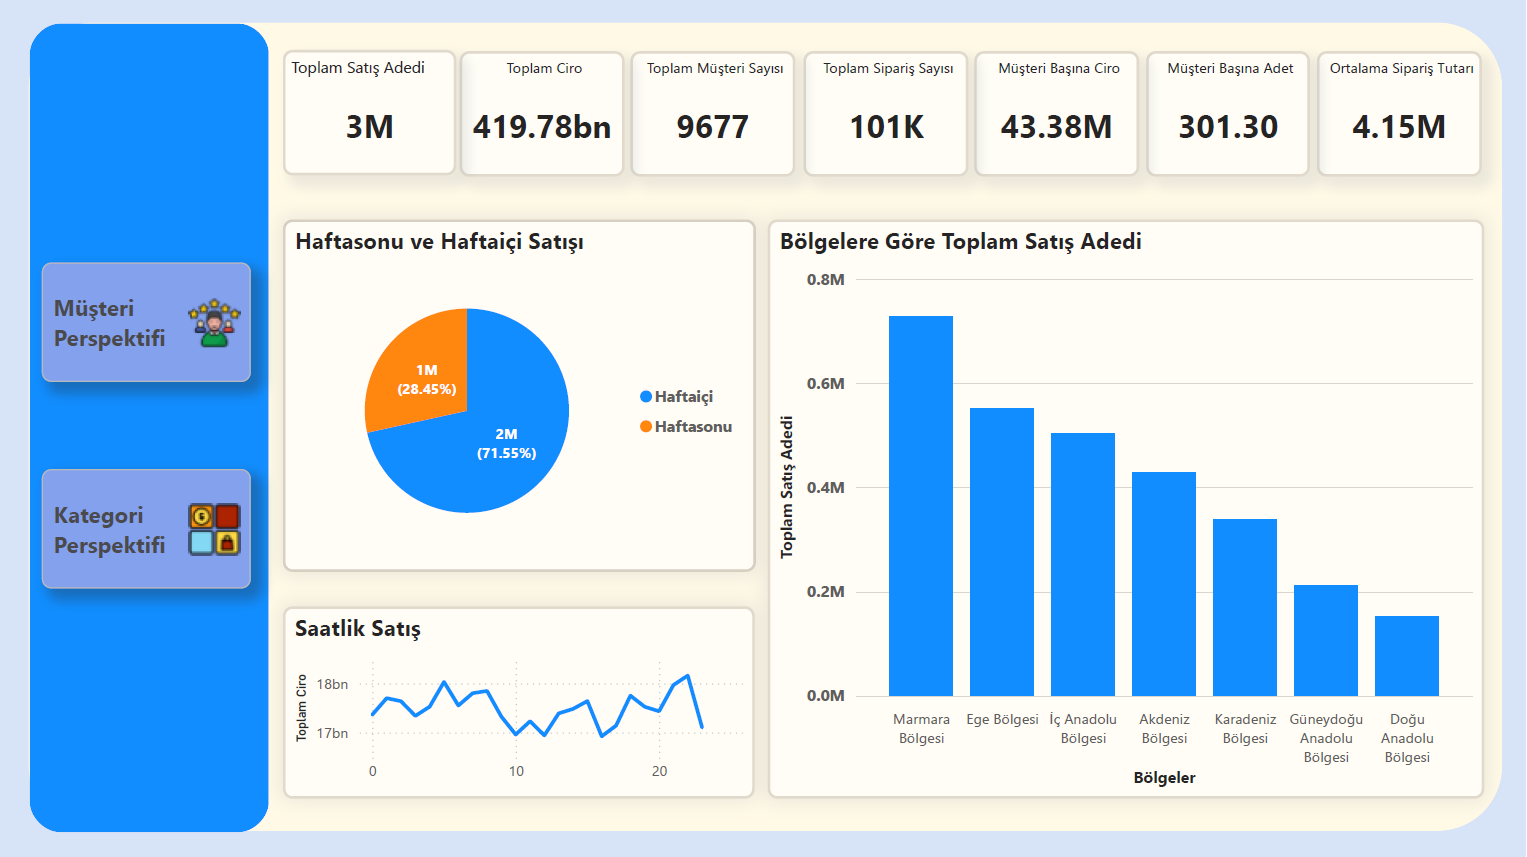 Toplam Satış Adedi
3M
Toplam Ciro
419.78bn
Toplam Müşteri Sayısı
9677
Toplam Sipariş Sayısı
101K
Müşteri Başına Ciro
43.38M
Müşteri Başına Adet
301.30
Ortalama Sipariş Tutarı
4.15M
Müşteri
Perspektifi
Kategori
Perspektifi
Haftasonu ve Haftaiçi Satışı
1M
(28.45%)
2M
(71.55%)
Haftaiçi
Haftasonu
Saatlik Satış
Toplam Ciro
18bn
17bn
0
10
20
Bölgelere Göre Toplam Satış Adedi
Toplam Satış Adedi
0.8M
0.6M
0.4M
0.2M
0.0M
Marmara
Bölgesi
Ege Bölgesi
İç Anadolu
Bölgesi
Akdeniz
Bölgesi
Karadeniz
Bölgesi
Güneydoğu
Anadolu
Bölgesi
Doğu
Anadolu
Bölgesi
Bölgeler